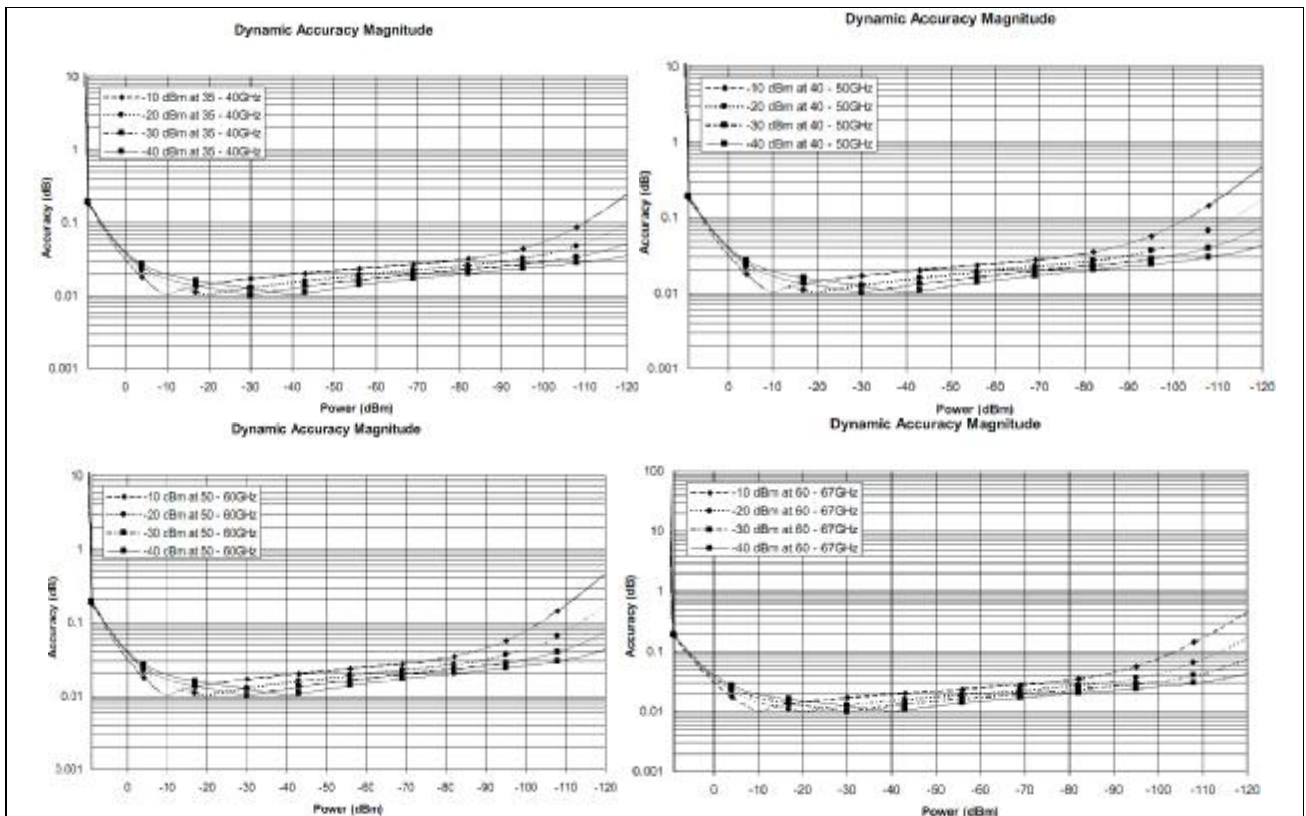 Dynamic Accuracy Magnitude
10
1
0.1
0.01
0.001
Accuracy (dB)
-10 dBm at 35 - 40GHz
-20 dBm at 35 - 40GHz
-30 dBm at 35 - 40GHz
-40 dBm at 35 - 40GHz
0 -10 -20 -30 -40 -50 -60 -70 -80 -90 -100 -110 -120
Power (dBm)
Dynamic Accuracy Magnitude
10
1
0.1
0.01
0.001
Accuracy (dB)
-10 dBm at 40 - 50GHz
-20 dBm at 40 - 50GHz
-30 dBm at 40 - 50GHz
-40 dBm at 40 - 50GHz
0 -10 -20 -30 -40 -50 -60 -70 -80 -90 -100 -110 -120
Power (dBm)
Dynamic Accuracy Magnitude
10
1
0.1
0.01
0.001
Accuracy (dB)
-10 dBm at 50 - 60GHz
-20 dBm at 50 - 60GHz
-30 dBm at 50 - 60GHz
-40 dBm at 50 - 60GHz
0 -10 -20 -30 -40 -50 -60 -70 -80 -90 -100 -110 -120
Power (dBm)
Dynamic Accuracy Magnitude
100
10
1
0.1
0.01
0.001
Accuracy (dB)
-10 dBm at 60 - 67GHz
-20 dBm at 60 - 67GHz
-30 dBm at 60 - 67GHz
-40 dBm at 60 - 67GHz
0 -10 -20 -30 -40 -50 -60 -70 -80 -90 -100 -110 -120
Power (dBm)